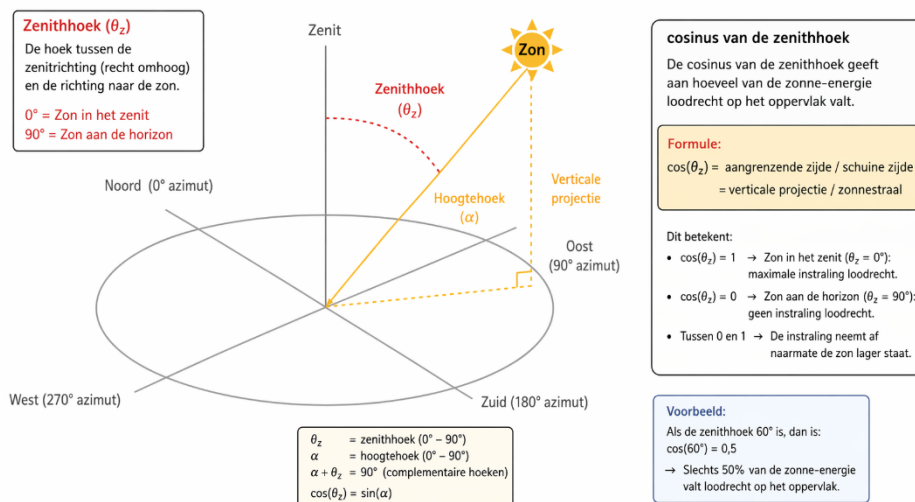 Zenithhoek (θz)
De hoek tussen de
zenitrichting (recht omhoog)
en de richting naar de zon.
0° = Zon in het zenit
90° = Zon aan de horizon
Zenit
Zon
Zenithhoek
(θz)
Hoogtehoek
(α)
Verticale
projectie
Noord (0° azimut)
Oost
(90° azimut)
West (270° azimut)
Zuid (180° azimut)
θz = zenithhoek (0° – 90°)
α = hoogtehoek (0° – 90°)
α + θz = 90° (complementaire hoeken)
cos(θz) = sin(α)
cosinus van de zenithhoek
De cosinus van de zenithhoek geeft
aan hoeveel van de zonne-energie
loodrecht op het oppervlak valt.
Formule:
cos(θz) = aangrenzende zijde / schuine zijde
= verticale projectie / zonnestraal
Dit betekent:
• cos(θz) = 1 → Zon in het zenit (θz = 0°):
maximale instraling loodrecht.
• cos(θz) = 0 → Zon aan de horizon (θz = 90°):
geen instraling loodrecht.
• Tussen 0 en 1 → De instraling neemt af
naarmate de zon lager staat.
Voorbeeld:
Als de zenithhoek 60° is, dan is:
cos(60°) = 0,5
→ Slechts 50% van de zonne-energie
valt loodrecht op het oppervlak.